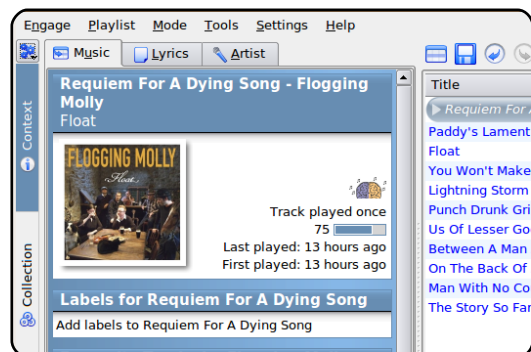 Engage Playlist Mode Tools Settings Help
Music Lyrics Artist
Context
Collection
Requiem For A Dying Song - Flogging
Molly
Float
FLOGGING MOLLY
Float
Track played once
75
Last played: 13 hours ago
First played: 13 hours ago
Labels for Requiem For A Dying Song
Add labels to Requiem For A Dying Song
Title
Requiem For A
Paddy's Lament
Float
You Won't Make
Lightning Storm
Punch Drunk Gri
Us Of Lesser Go
Between A Man
On The Back Of
Man With No Co
The Story So Far